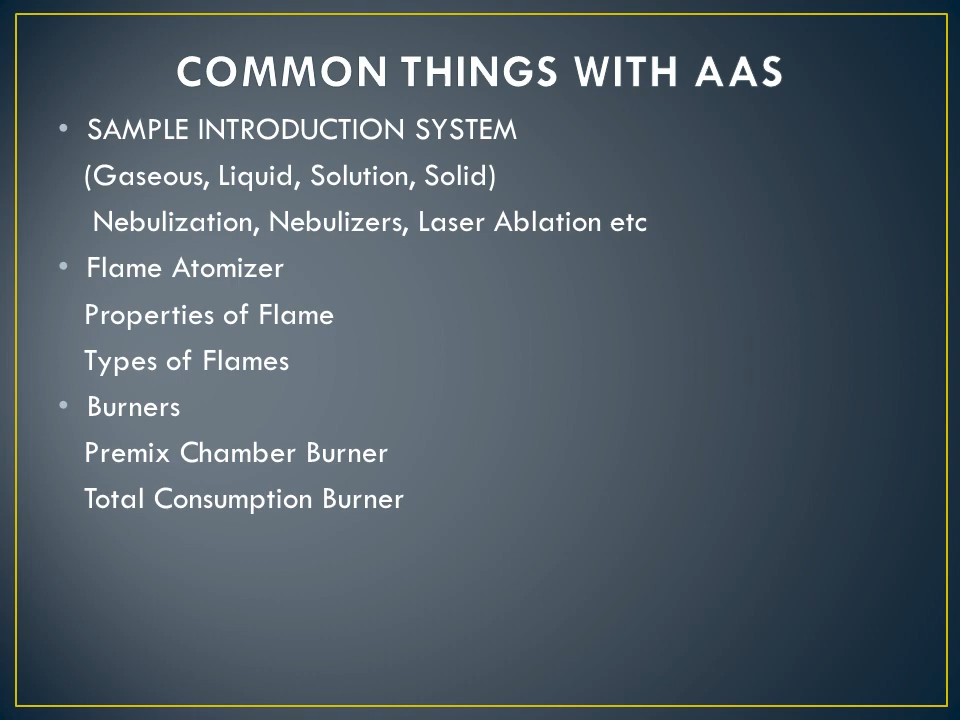 COMMON THINGS WITH AAS
• SAMPLE INTRODUCTION SYSTEM
(Gaseous, Liquid, Solution, Solid)
Nebulization, Nebulizers, Laser Ablation etc
• Flame Atomizer
Properties of Flame
Types of Flames
• Burners
Premix Chamber Burner
Total Consumption Burner